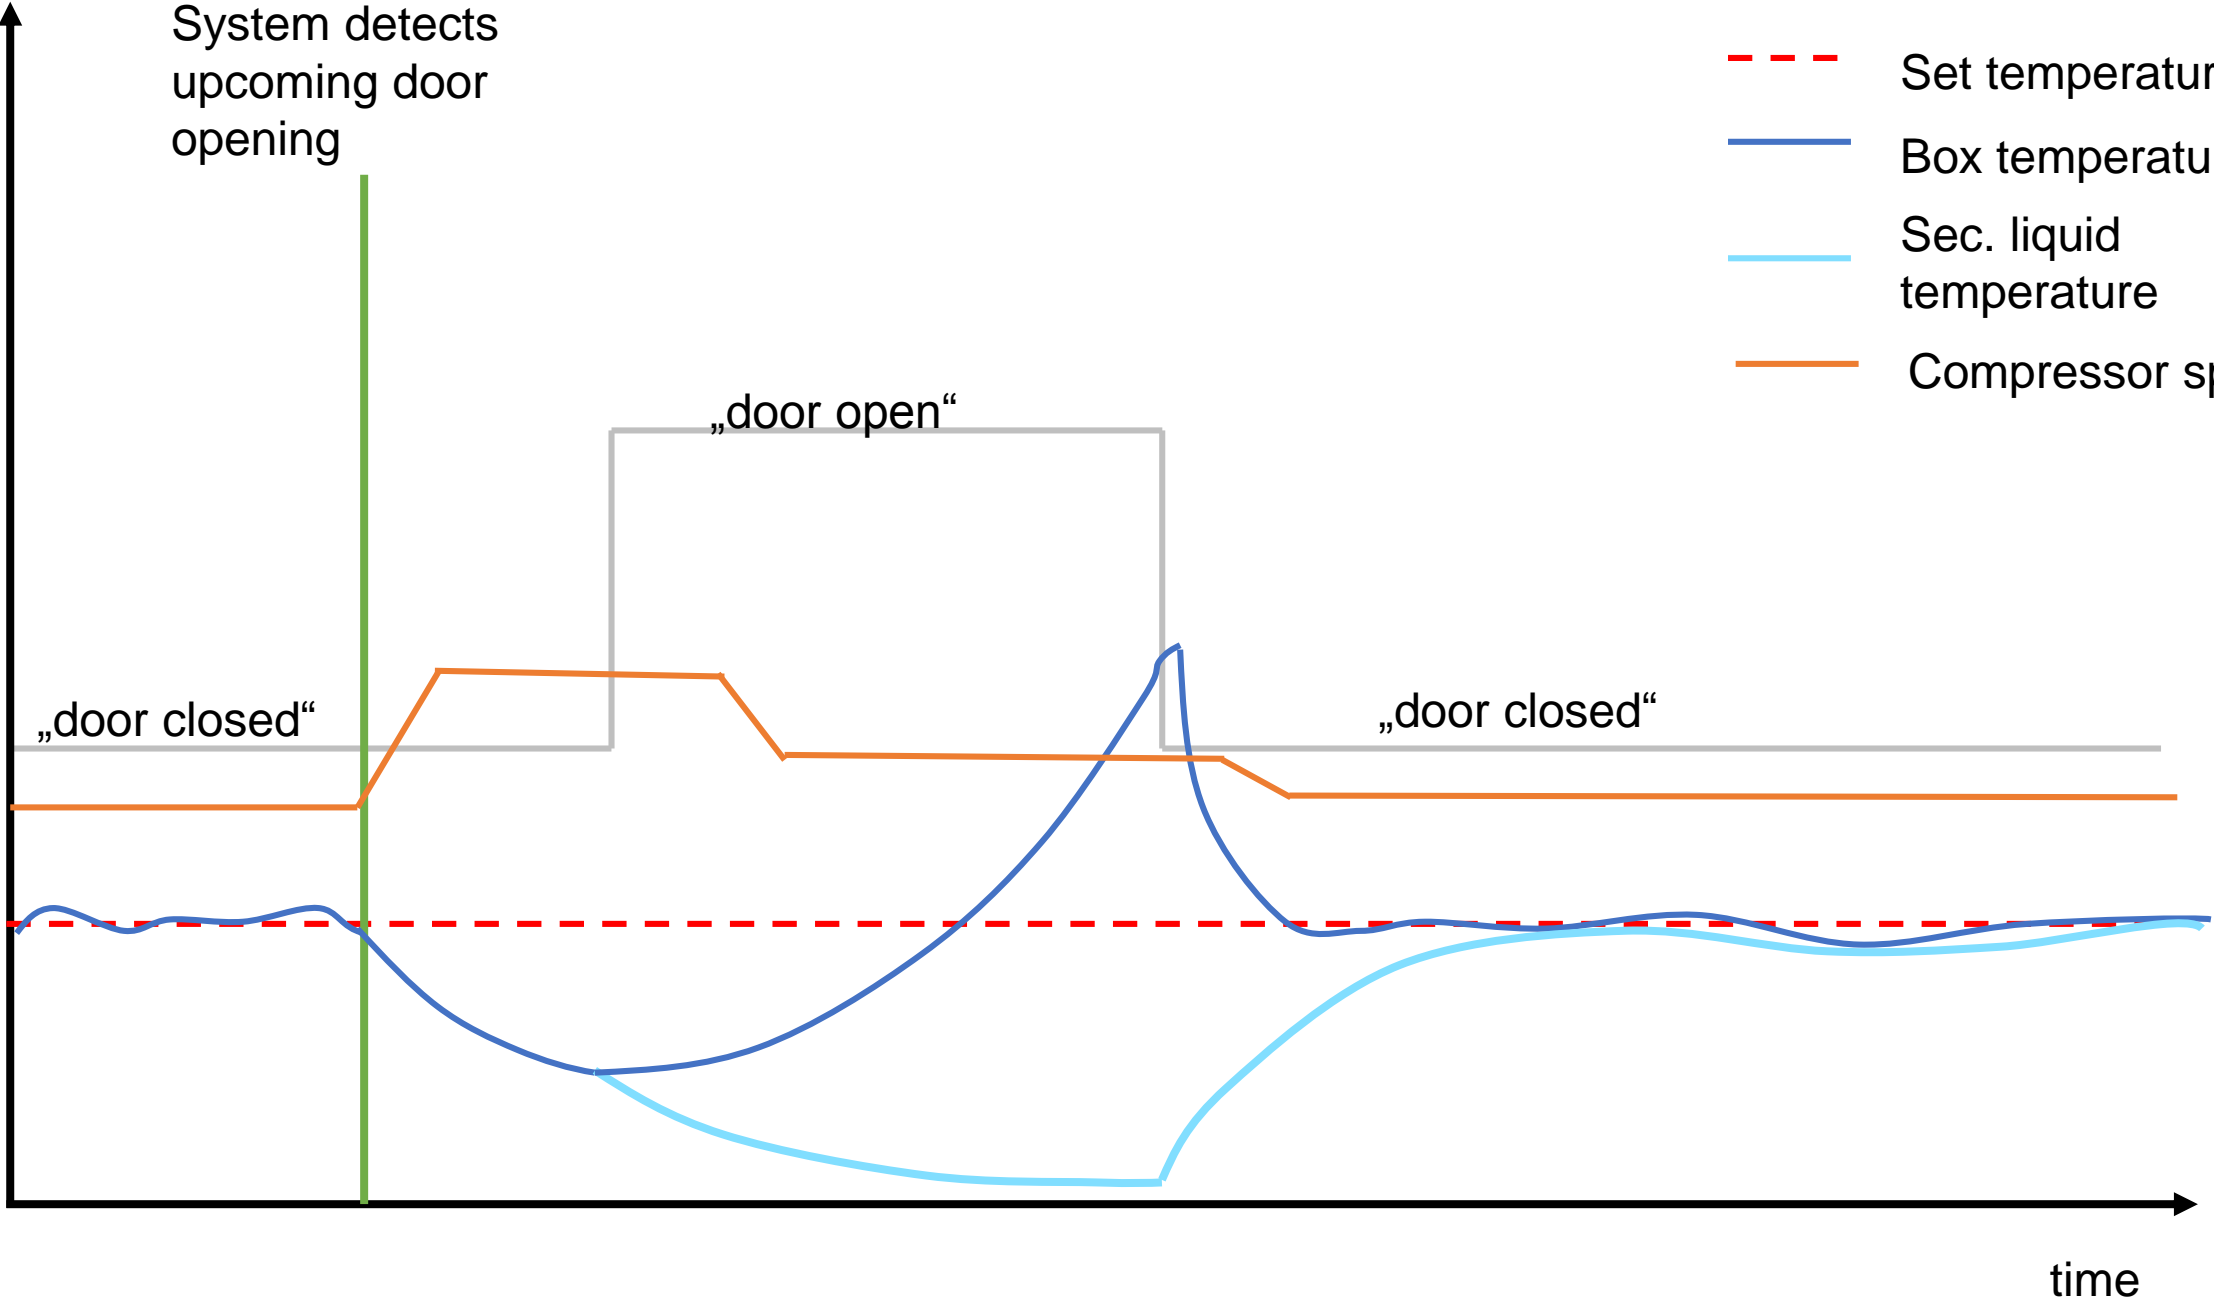 System detects
upcoming door
opening
Set temperatur
Box temperatu
Sec. liquid
temperature
Compressor sp
„door open“
„door closed“
„door closed“
time